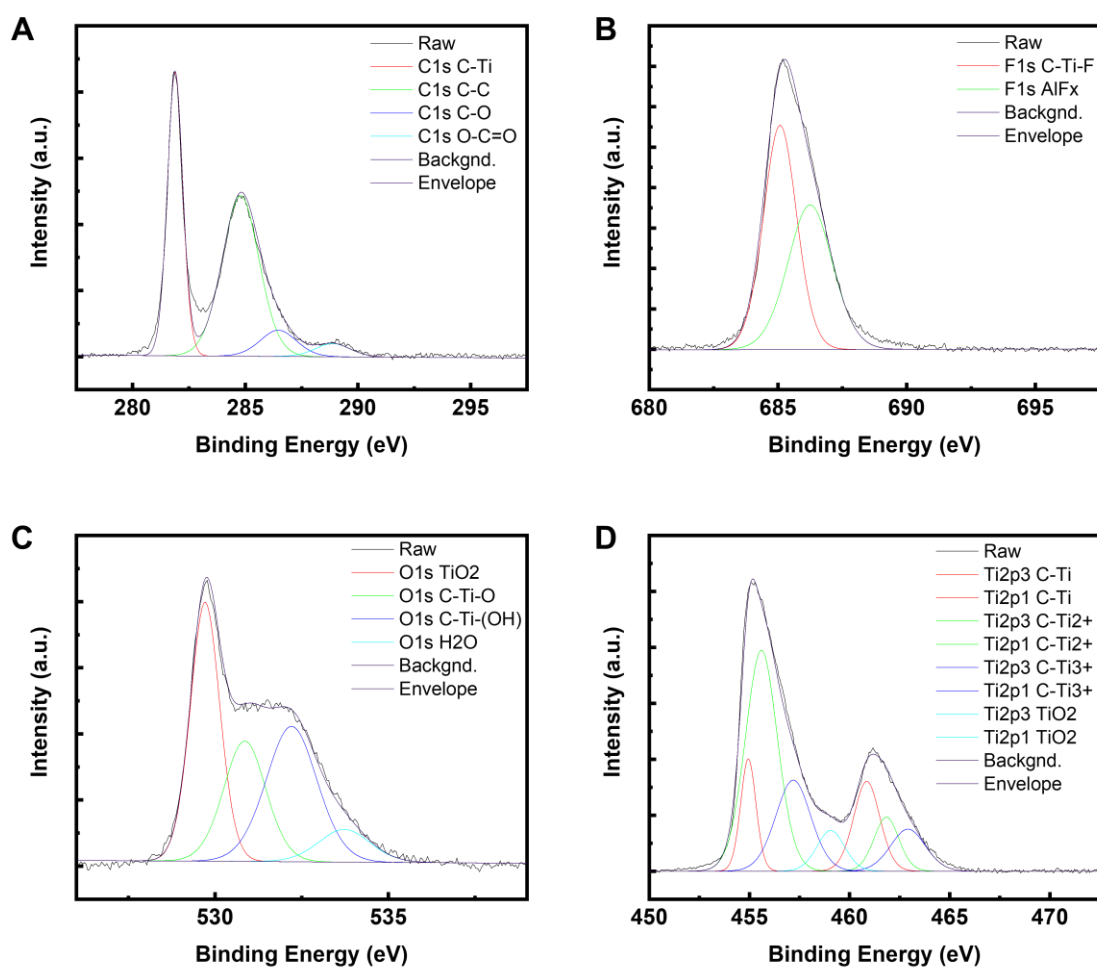 A
Raw
C1s C-Ti
C1s C-C
C1s C-O
C1s O-C=O
Backgnd.
Envelope
Intensity (a.u.)
280 285 290 295
Binding Energy (eV)
B
Raw
F1s C-Ti-F
F1s AlFx
Backgnd.
Envelope
Intensity (a.u.)
680 685 690 695
Binding Energy (eV)
C
Raw
O1s TiO2
O1s C-Ti-O
O1s C-Ti-(OH)
O1s H2O
Backgnd.
Envelope
Intensity (a.u.)
530 535
Binding Energy (eV)
D
Raw
Ti2p3 C-Ti
Ti2p1 C-Ti
Ti2p3 C-Ti2+
Ti2p1 C-Ti2+
Ti2p3 C-Ti3+
Ti2p1 C-Ti3+
Ti2p3 TiO2
Ti2p1 TiO2
Backgnd.
Envelope
Intensity (a.u.)
450 455 460 465 470
Binding Energy (eV)